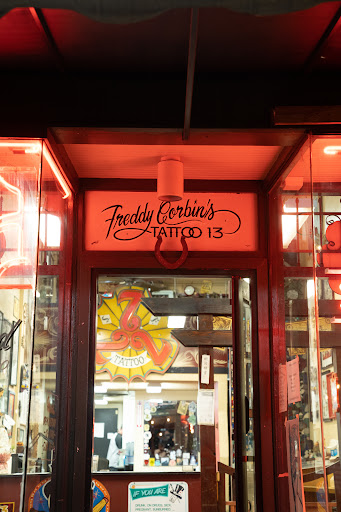 Freddy Corbin's
TATTOO 13
TATTOO
IF YOU ARE